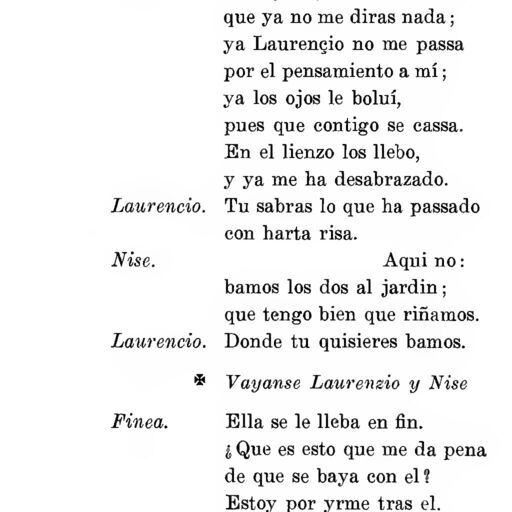 que ya no me diras nada;
ya Laurençio no me passa
por el pensamiento a mí;
ya los ojos le boluí,
pues que contigo se cassa.
En el lienzo los llebo,
y ya me ha desabrazado.
Laurencio. Tu sabras lo que ha passado
con harta risa.
Nise. Aqui no:
bamos los dos al jardin;
que tengo bien que riñamos.
Laurencio. Donde tu quisieres bamos.
✠ Vayanse Laurenzio y Nise
Finea. Ella se le lleba en fin.
¿Que es esto que me da pena
de que se baya con el?
Estoy por yrme tras el.